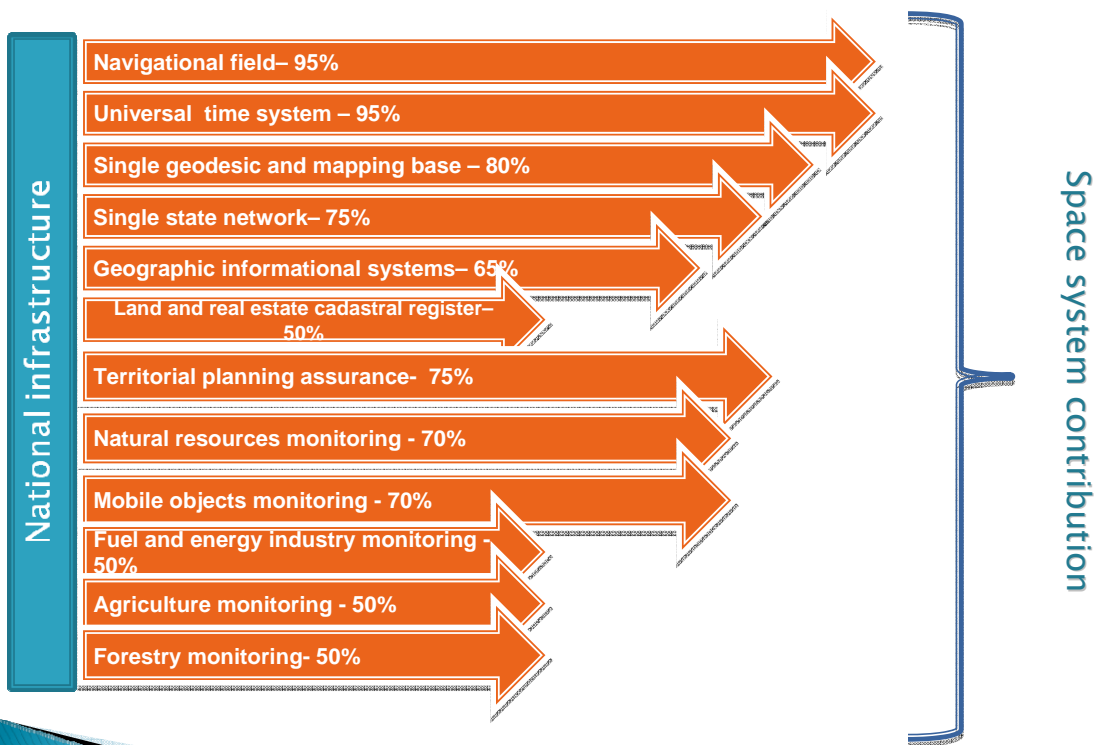 National infrastructure
Navigational field– 95%
Universal time system – 95%
Single geodesic and mapping base – 80%
Single state network– 75%
Geographic informational systems– 65%
Land and real estate cadastral register–
50%
Territorial planning assurance- 75%
Natural resources monitoring - 70%
Mobile objects monitoring - 70%
Fuel and energy industry monitoring -
50%
Agriculture monitoring - 50%
Forestry monitoring- 50%
Space system contribution